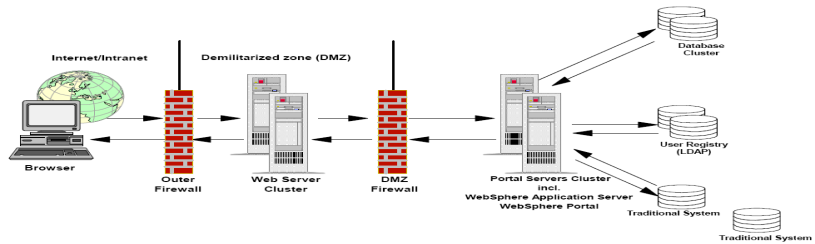 Internet/Intranet
Demilitarized zone (DMZ)
Database
Cluster
Browser
Outer
Firewall
Web Server
Cluster
DMZ
Firewall
Portal Servers Cluster
incl.
WebSphere Application Server
WebSphere Portal
User Registry
(LDAP)
Traditional System
Traditional System